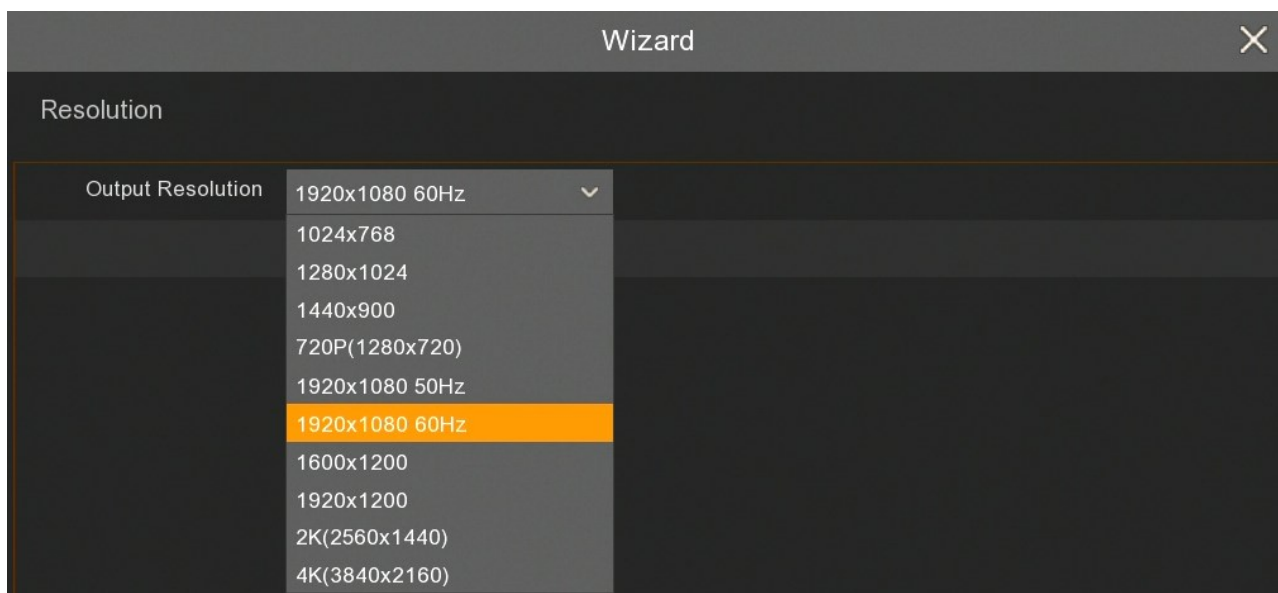 Wizard
Resolution
Output Resolution 1920x1080 60Hz
1024x768
1280x1024
1440x900
720P(1280x720)
1920x1080 50Hz
1920x1080 60Hz
1600x1200
1920x1200
2K(2560x1440)
4K(3840x2160)